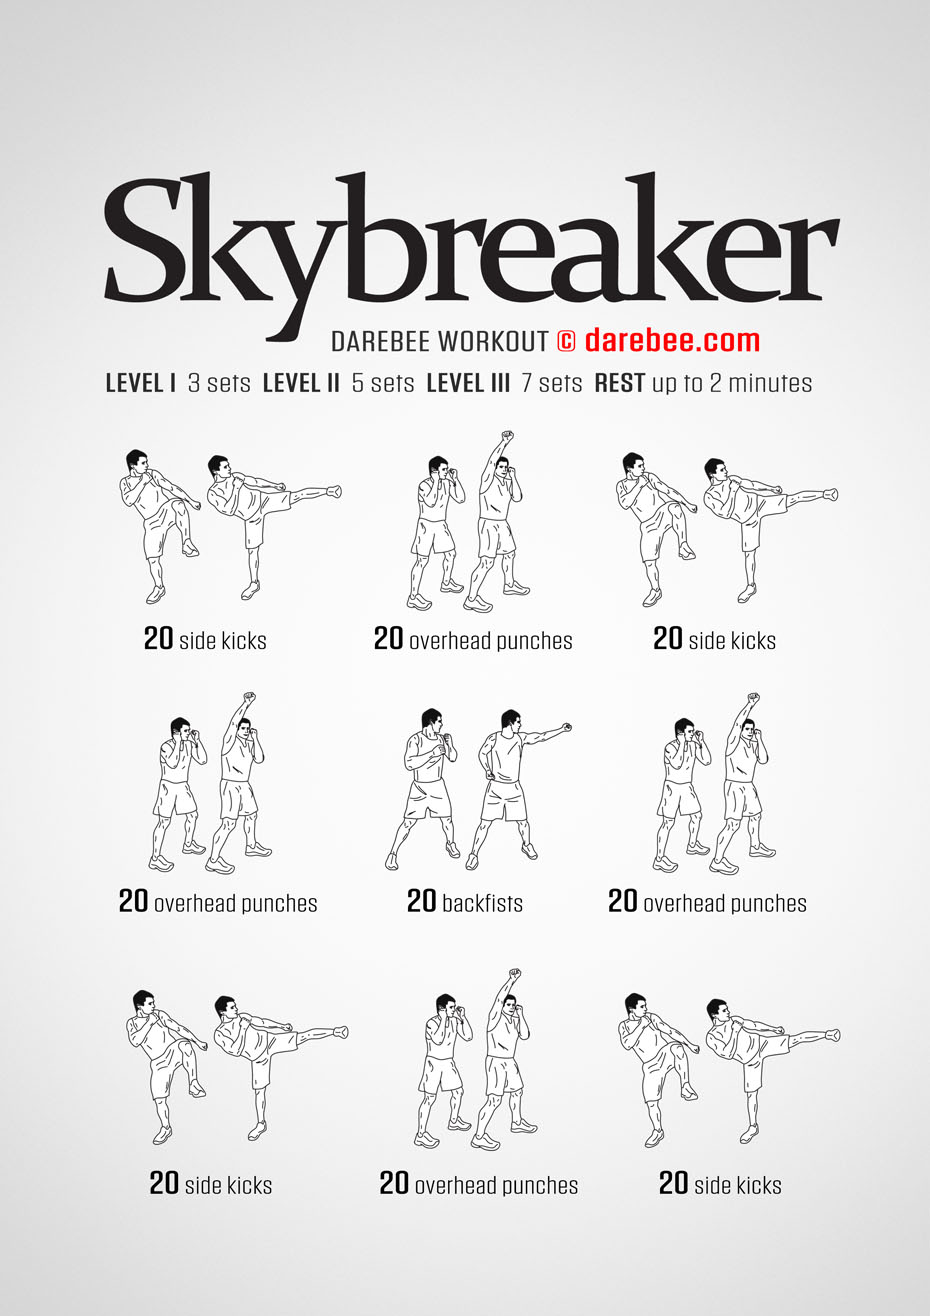 Skybreaker
DAREBEE WORKOUT © darebee.com
LEVEL I 3 sets LEVEL II 5 sets LEVEL III 7 sets REST up to 2 minutes
20 side kicks
20 overhead punches
20 side kicks
20 overhead punches
20 backfists
20 overhead punches
20 side kicks
20 overhead punches
20 side kicks